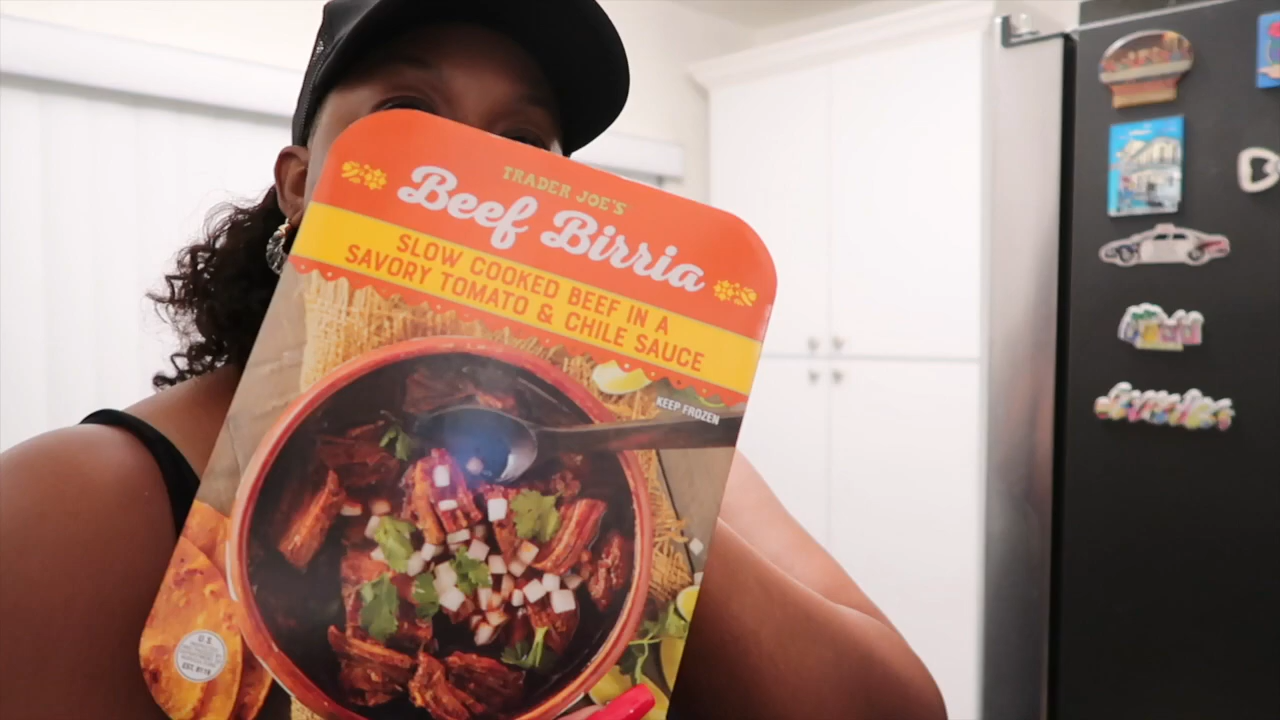 TRADER JOE'S
Beef Birria
SLOW COOKED BEEF IN A
SAVORY TOMATO & CHILE SAUCE
KEEP FROZEN
U.S.